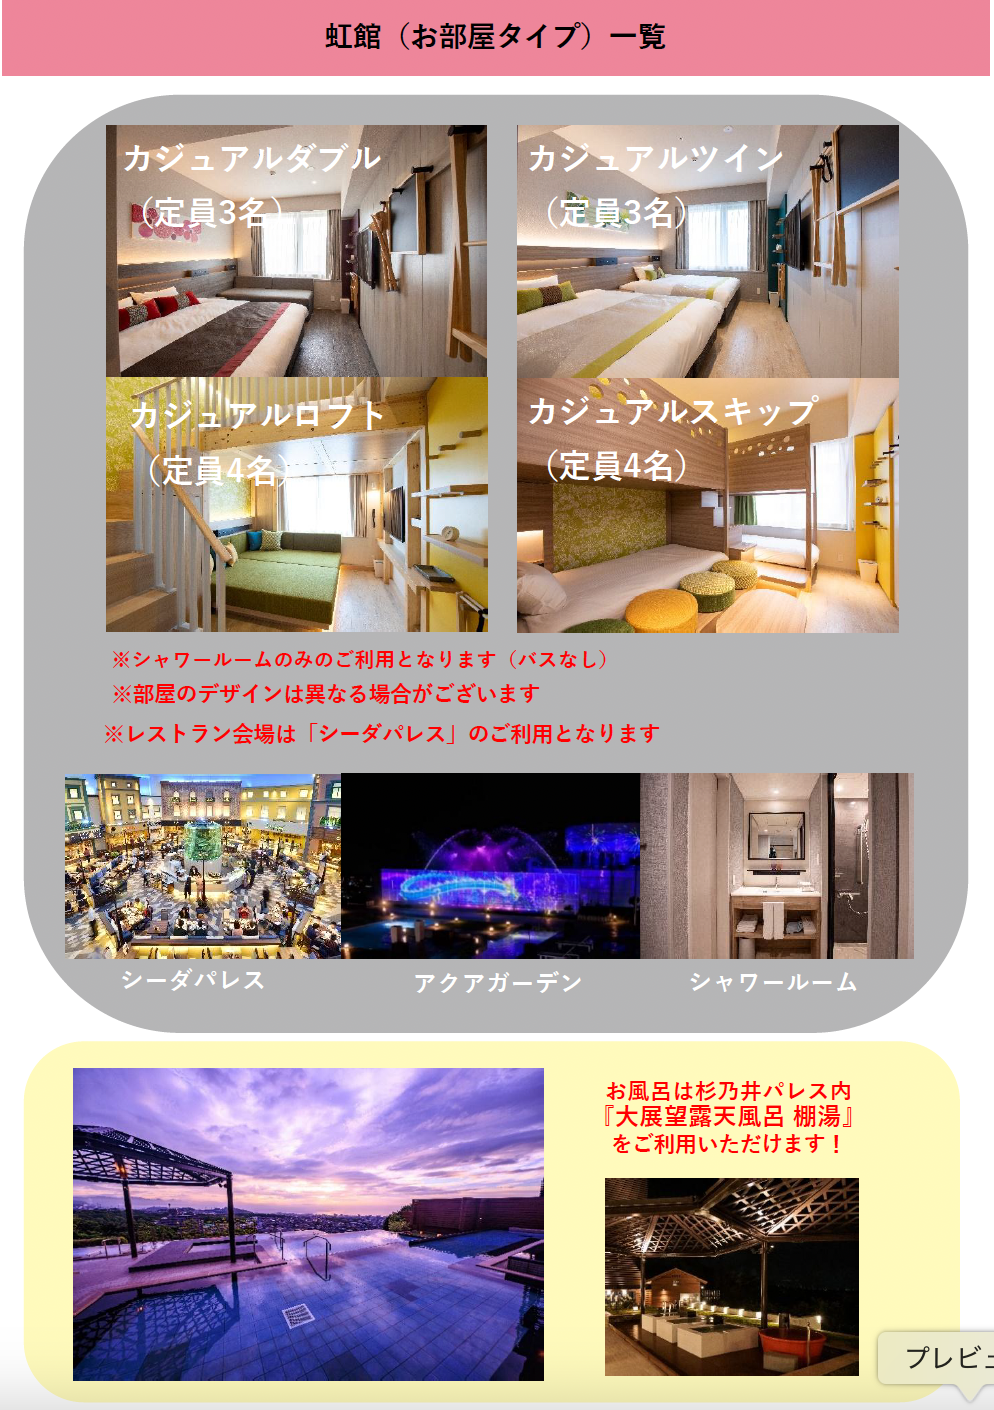 虹館（お部屋タイプ）一覧
カジュアルダブル
（定員3名）
カジュアルツイン
（定員3名）
カジュアルロフト
（定員4名）
カジュアルスキップ
（定員4名）
※シャワールームのみのご利用となります（バスなし）
※部屋のデザインは異なる場合がございます
※レストラン会場は「シーダパレス」のご利用となります
シーダパレス
アクアガーデン
シャワールーム
お風呂は杉乃井パレス内
『大展望露天風呂 棚湯』
をご利用いただけます！
プレビュ